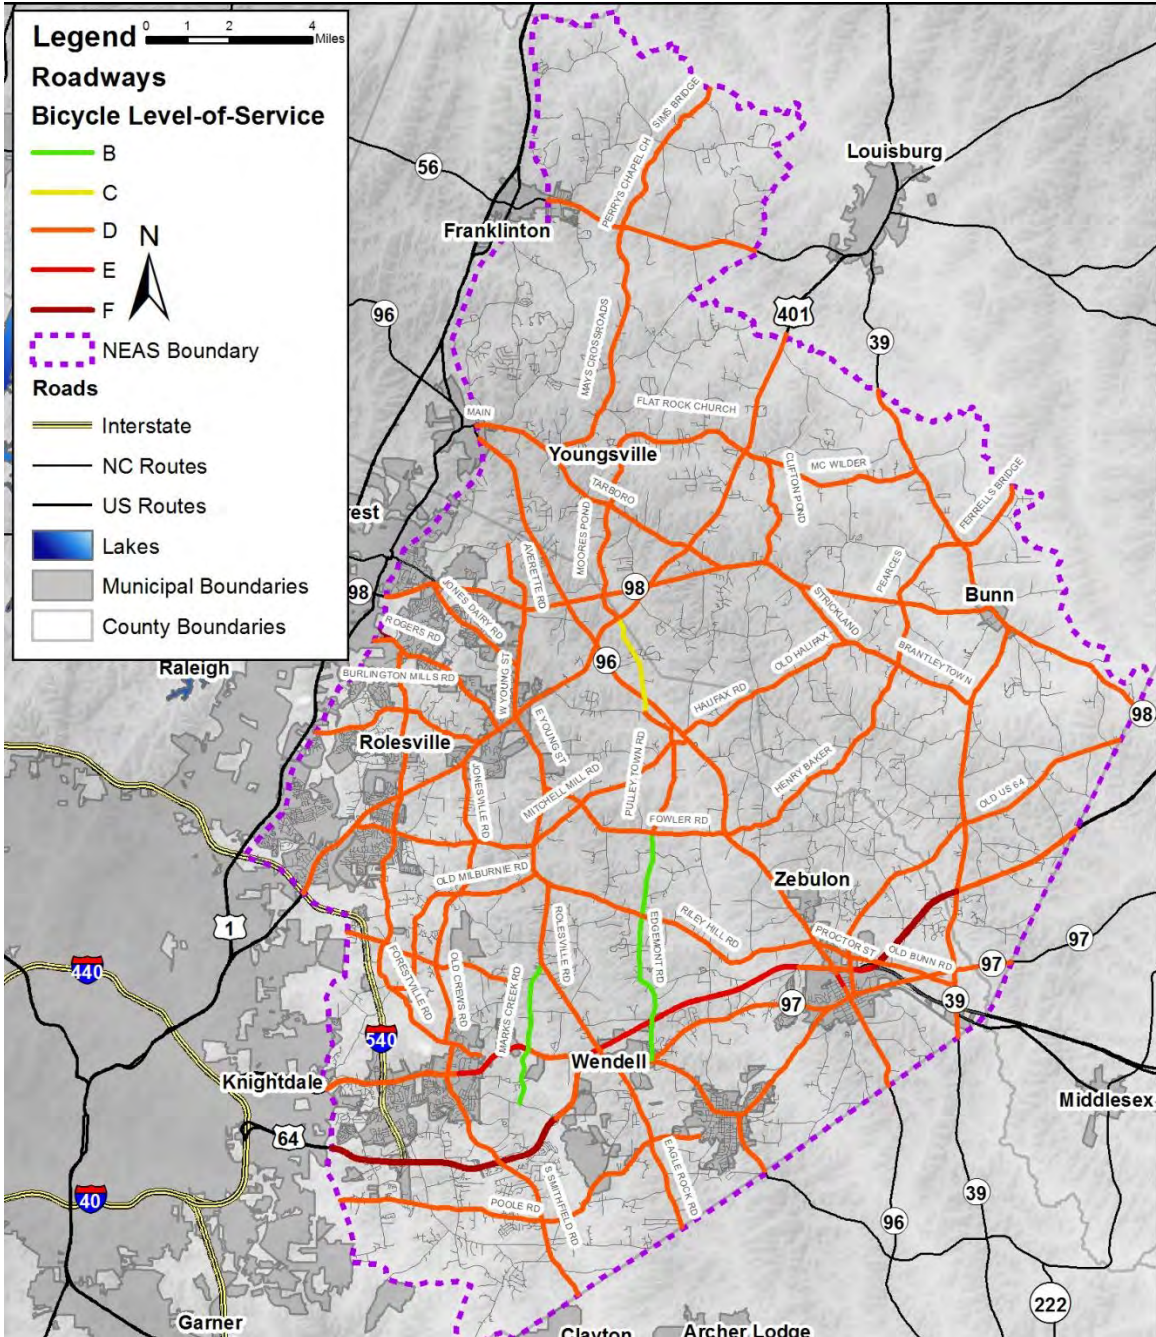 Legend
0 1 2 4
Miles
Roadways
Bicycle Level-of-Service
B
C
D
N
E
F
NEAS Boundary
Roads
Interstate
NC Routes
US Routes
Lakes
Municipal Boundaries
County Boundaries
SIMS BRIDGE
Louisburg
56
PERRYS CHAPEL CH
Franklinton
401
96
39
MAYS CROSSROADS
FLAT ROCK CHURCH
MAIN
Youngsville
MC WILDER
CLIFTON POND
FERRELLS BRIDGE
TARBORO
rest
MOORES POND
AVERETTE RD
PEARCES
98
98
JONES DAIRY RD
Bunn
STRICKLAND
ROGERS RD
OLD HALIFAX
BRANTLEYTOWN
96
Raleigh
BURLINGTON MILLS RD
W YOUNG ST
HALIFAX RD
98
E YOUNG ST
Rolesville
PULLEY TOWN RD
JONESVILLE RD
MITCHELL MILL RD
HENRY BAKER
OLD US 64
FOWLER RD
OLD MILBURNIE RD
Zebulon
1
ROLESVILLE RD
EDGEMONT RD
RILEY HILL RD
PROCTOR ST
OLD BUNN RD
97
97
440
FORESTVILLE RD
OLD CREWS RD
MARKS CREEK RD
97
39
540
Wendell
Knightdale
Middlesex
64
EAGLE ROCK RD
40
POOLE RD
S SMITHFIELD RD
39
96
222
Garner
Clayton
Archer Lodge